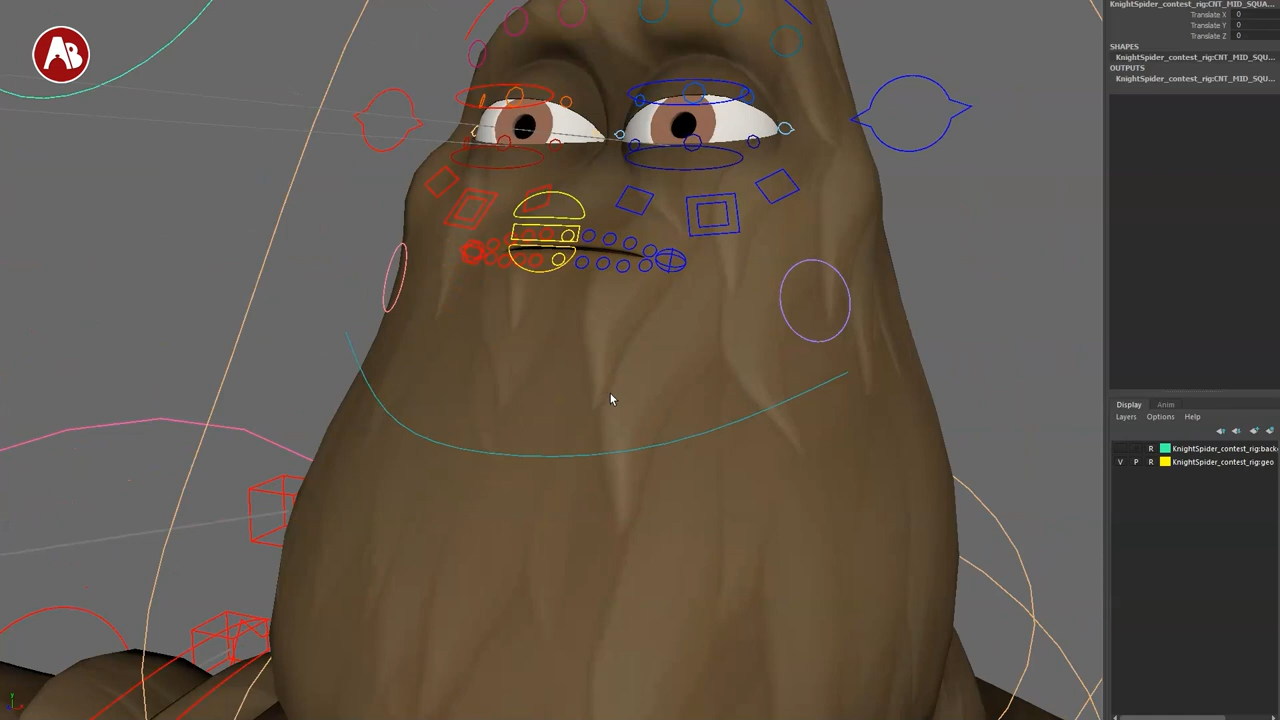 AB
KnightSpider_contest_rig:CNT_MID_SQUA...
Translate X 0
Translate Y 0
Translate Z 0
SHAPES
KnightSpider_contest_rig:CNT_MID_SQU...
OUTPUTS
KnightSpider_contest_rig:CNT_MID_SQU...
Display Anim
Layers Options Help
R KnightSpider_contest_rig:back
V P R KnightSpider_contest_rig:geo
y